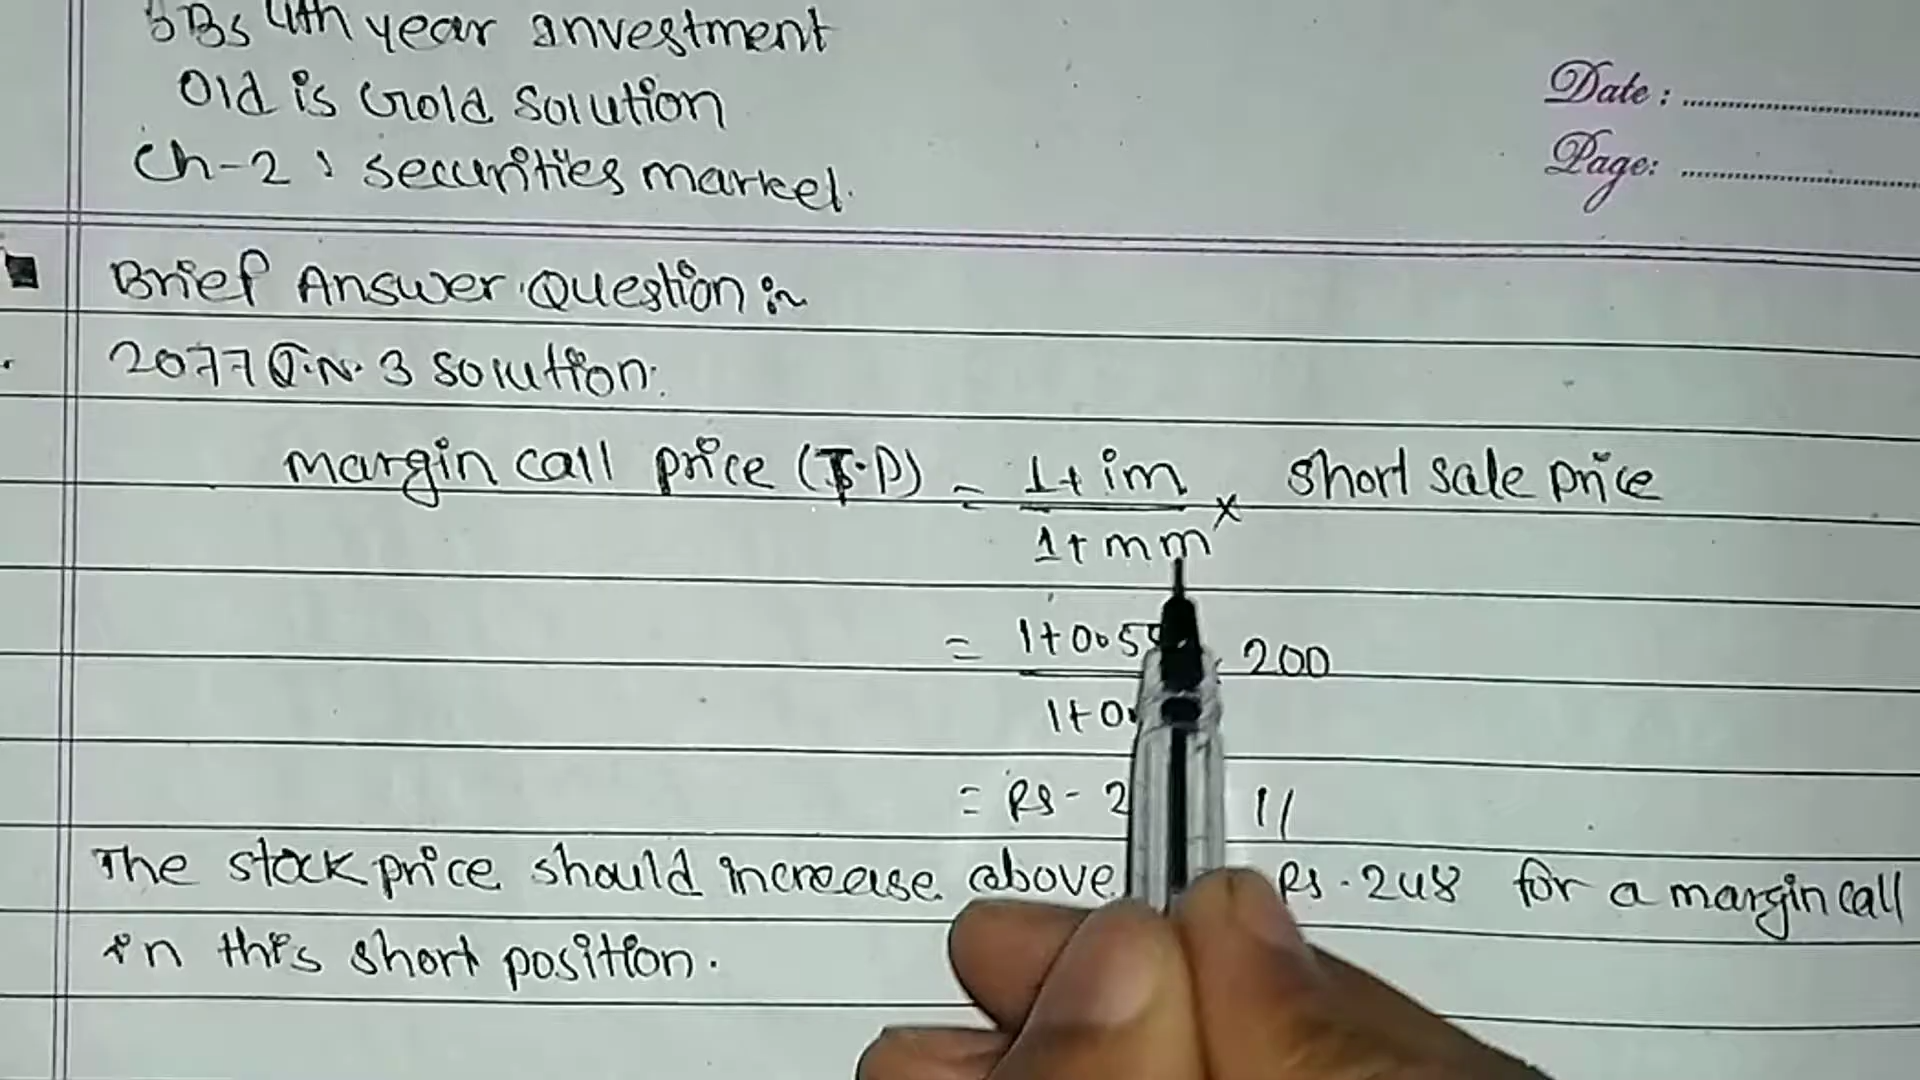 BBS 4th year investment
Old is Gold Solution
Ch-2: securities market.
Date:
Page:
Brief Answer Question:~
2077 Q.N. 3 solution.
margin call price (T.P) = 1+im / 1+mm × short sale price
= 1+0.5 / 1+0. 200
= Rs - 2 //
The stock price should increase above Rs. 248 for a margin call
in this short position.